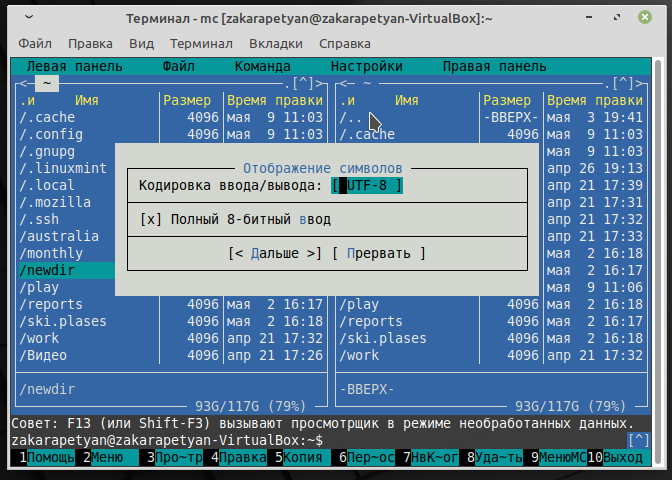 Терминал - mc [zakarapetyan@zakarapetyan-VirtualBox]:~
Файл Правка Вид Терминал Вкладки Справка
Левая панель Файл Команда Настройки Правая панель
<─ ~ .[^]> <─ ~ .[^]>
.и Имя Размер Время правки .и Имя Размер Время правки
/.cache 4096 мая 9 11:03 /.. -ВВЕРХ- мая 3 19:41
/.config 4096 мая 9 11:03 /.cache 4096 мая 9 11:03
/.gnupg мая 9 11:03
/.linuxmint Отображение символов апр 26 19:13
/.local Кодировка ввода/вывода: [ UTF-8 ] апр 21 17:39
/.mozilla апр 21 17:31
/.ssh [x] Полный 8-битный ввод апр 21 17:32
/australia апр 21 17:33
/monthly [< Дальше >] [ Прервать ] мая 2 16:18
/newdir мая 2 16:17
/play мая 9 11:06
/reports 4096 мая 2 16:17 /play 4096 мая 2 16:18
/ski.plases 4096 мая 2 16:18 /reports 4096 мая 2 16:17
/work 4096 апр 21 17:32 /ski.plases 4096 мая 2 16:18
/Видео 4096 апр 21 17:26 /work 4096 апр 21 17:32
/newdir -ВВЕРХ-
93G/117G (79%) 93G/117G (79%)
Совет: F13 (или Shift-F3) вызывают просмотрщик в режиме необработанных данных.
zakarapetyan@zakarapetyan-VirtualBox:~$ [^]
1Помощь 2Меню 3Про~тр 4Правка 5Копия 6Пер~ос 7НвК~ог 8Уда~ть 9МенюMC 10Выход